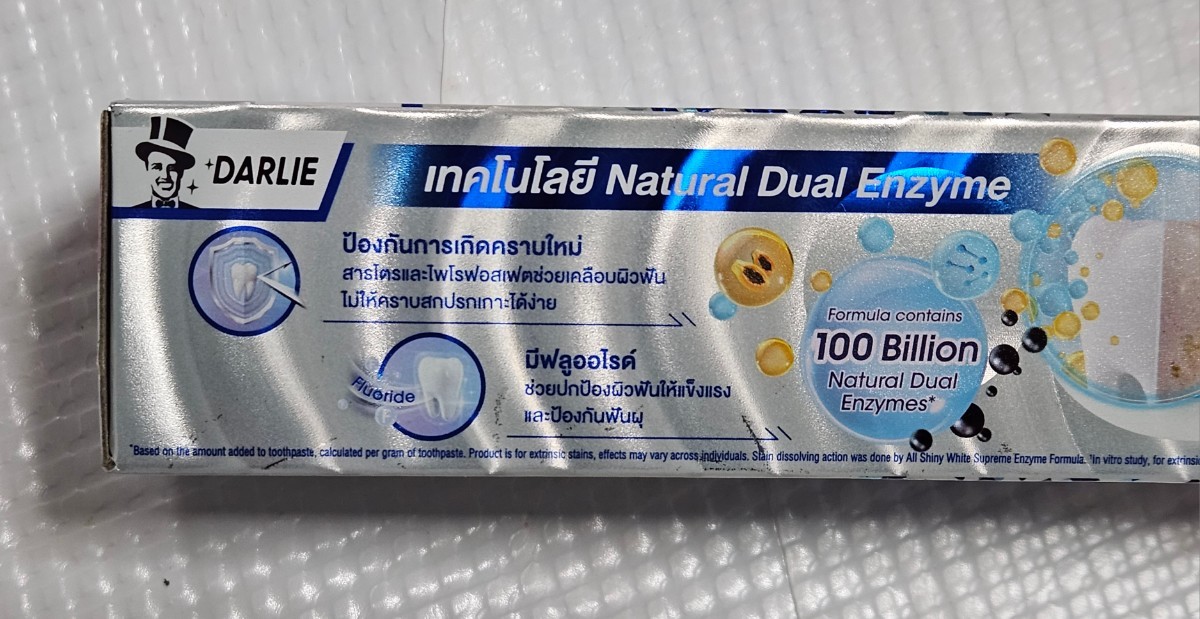 DARLIE
เทคโนโลยี Natural Dual Enzyme
ป้องกันการเกิดคราบใหม่
สารไตรและไพโรฟอสเฟตช่วยเคลือบผิวฟัน
ไม่ให้คราบสกปรกเกาะได้ง่าย
Fluoride
มีฟลูออไรด์
ช่วยปกป้องผิวฟันให้แข็งแรง
และป้องกันฟันผุ
Formula contains
100 Billion
Natural Dual
Enzymes*
*Based on the amount added to toothpaste, calculated per gram of toothpaste. Product is for extrinsic stains, effects may vary across individuals. Stain dissolving action was done by All Shiny White Supreme Enzyme Formula. In vitro study, for